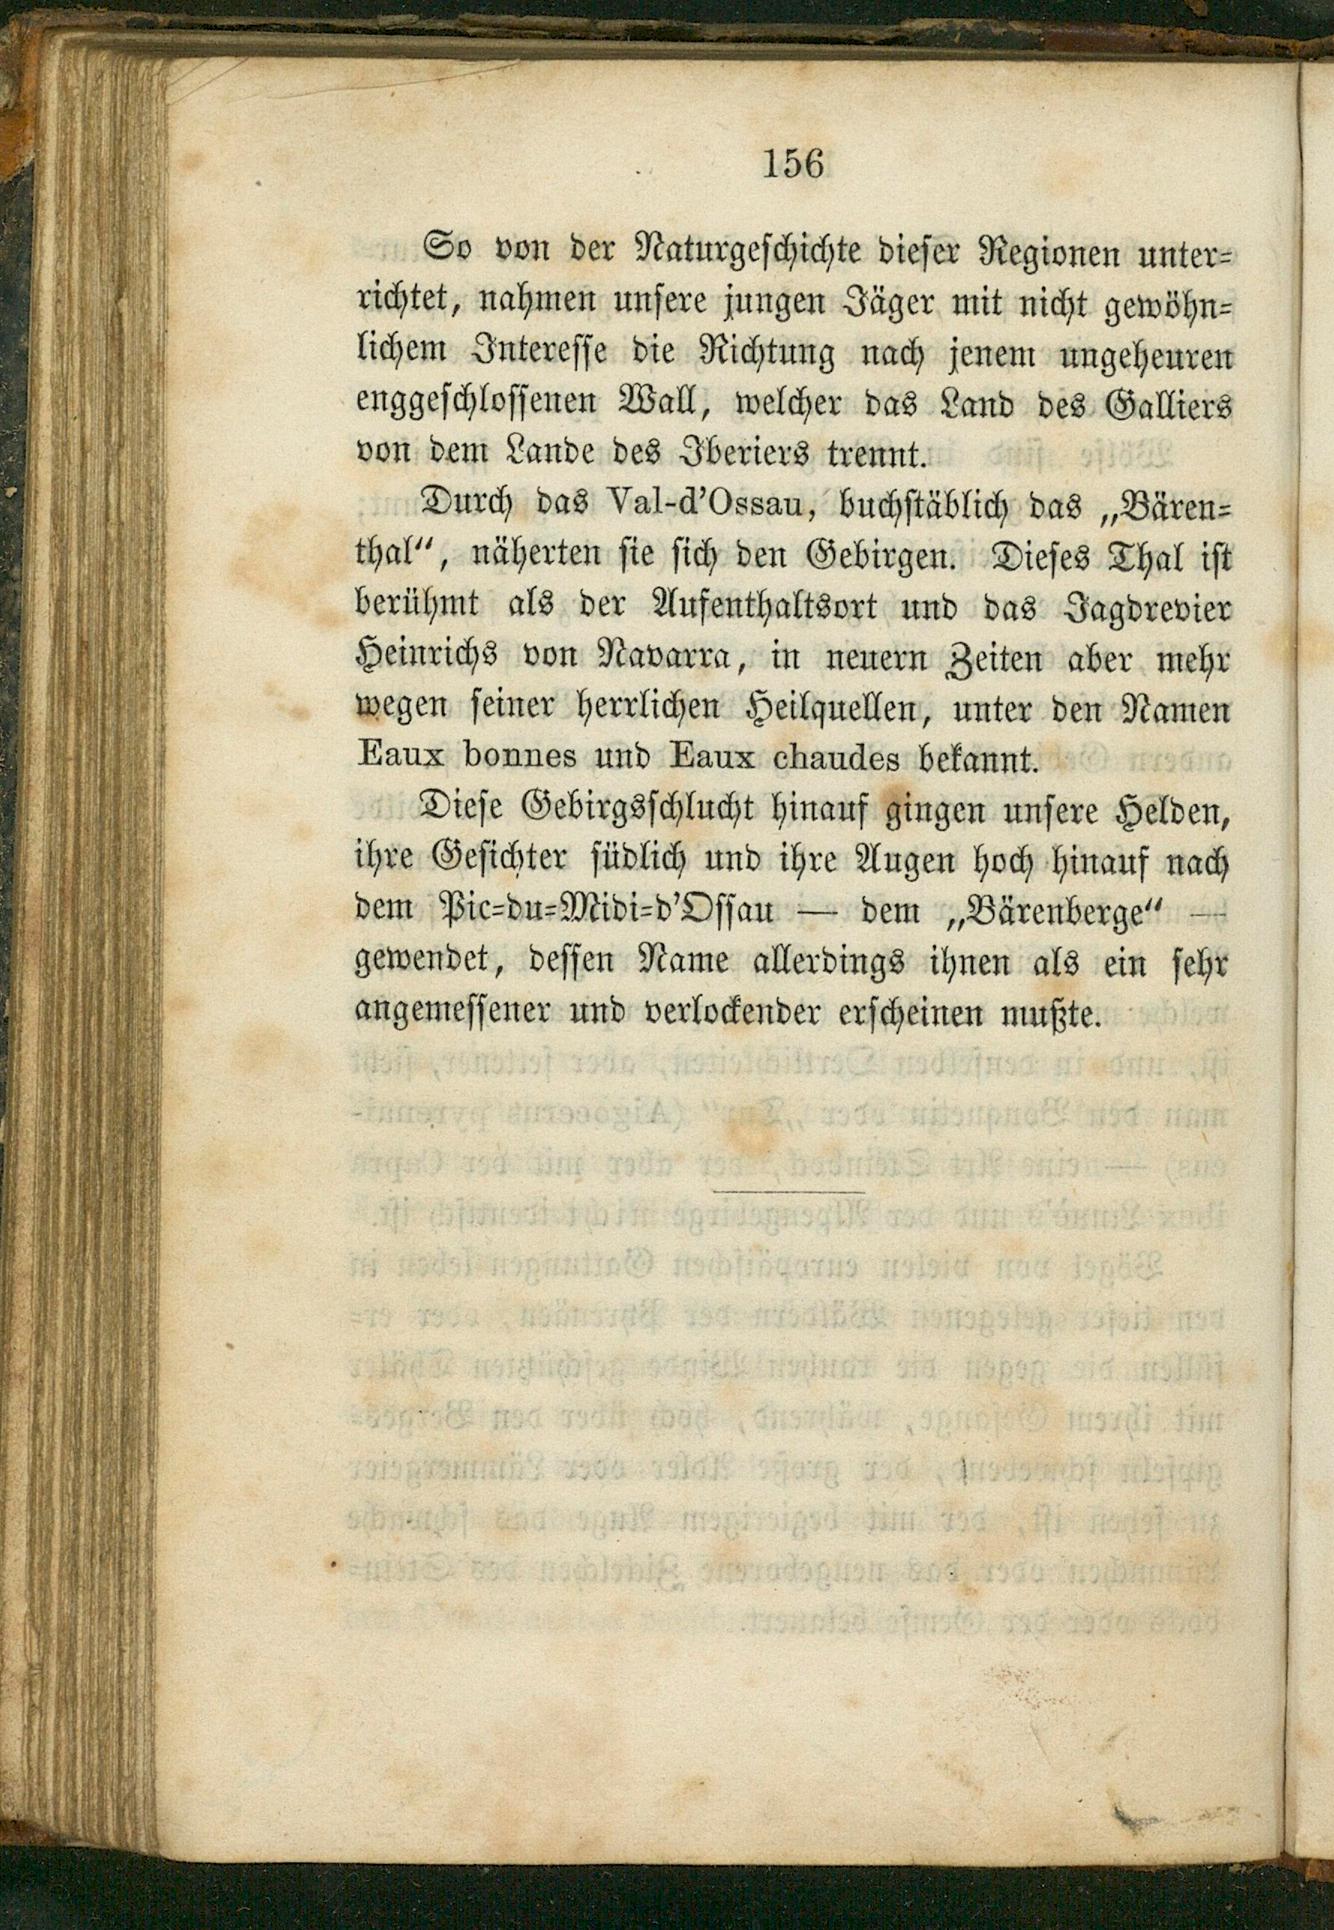 156
So von der Naturgeschichte dieser Regionen unter=
richtet, nahmen unsere jungen Jäger mit nicht gewöhn=
lichem Interesse die Richtung nach jenem ungeheuren
enggeschlossenen Wall, welcher das Land des Galliers
von dem Lande des Iberiers trennt.
Durch das Val-d'Ossau, buchstäblich das „Bären=
thal“, näherten sie sich den Gebirgen. Dieses Thal ist
berühmt als der Aufenthaltsort und das Jagdrevier
Heinrichs von Navarra, in neuern Zeiten aber mehr
wegen seiner herrlichen Heilquellen, unter den Namen
Eaux bonnes und Eaux chaudes bekannt.
Diese Gebirgsschlucht hinauf gingen unsere Helden,
ihre Gesichter südlich und ihre Augen hoch hinauf nach
dem Pic=du=Midi=d'Ossau — dem „Bärenberge“ —
gewendet, dessen Name allerdings ihnen als ein sehr
angemessener und verlockender erscheinen mußte.